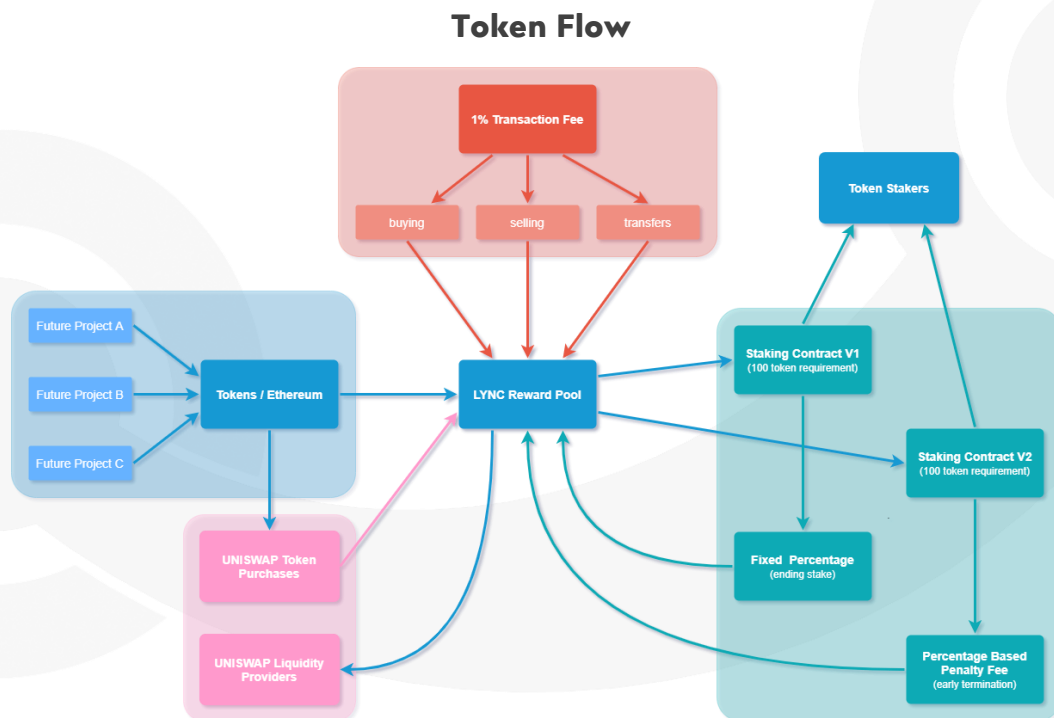 Token Flow
1% Transaction Fee
buying
selling
transfers
Token Stakers
Future Project A
Future Project B
Future Project C
Tokens / Ethereum
LYNC Reward Pool
Staking Contract V1
(100 token requirement)
Staking Contract V2
(100 token requirement)
UNISWAP Token
Purchases
Fixed Percentage
(ending stake)
UNISWAP Liquidity
Providers
Percentage Based
Penalty Fee
(early termination)